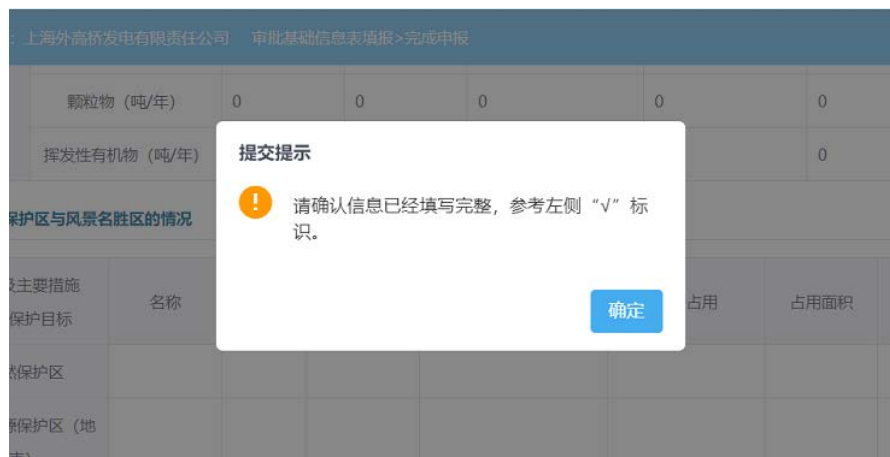 ：上海外高桥发电有限责任公司 审批基础信息表填报>完成申报
颗粒物（吨/年） 0 0 0 0 0
挥发性有机物（吨/年） 0
提交提示
请确认信息已经填写完整，参考左侧“√”标
识。
确定
保护区与风景名胜区的情况
及主要措施
保护目标
名称 占用 占用面积
然保护区
源保护区（地